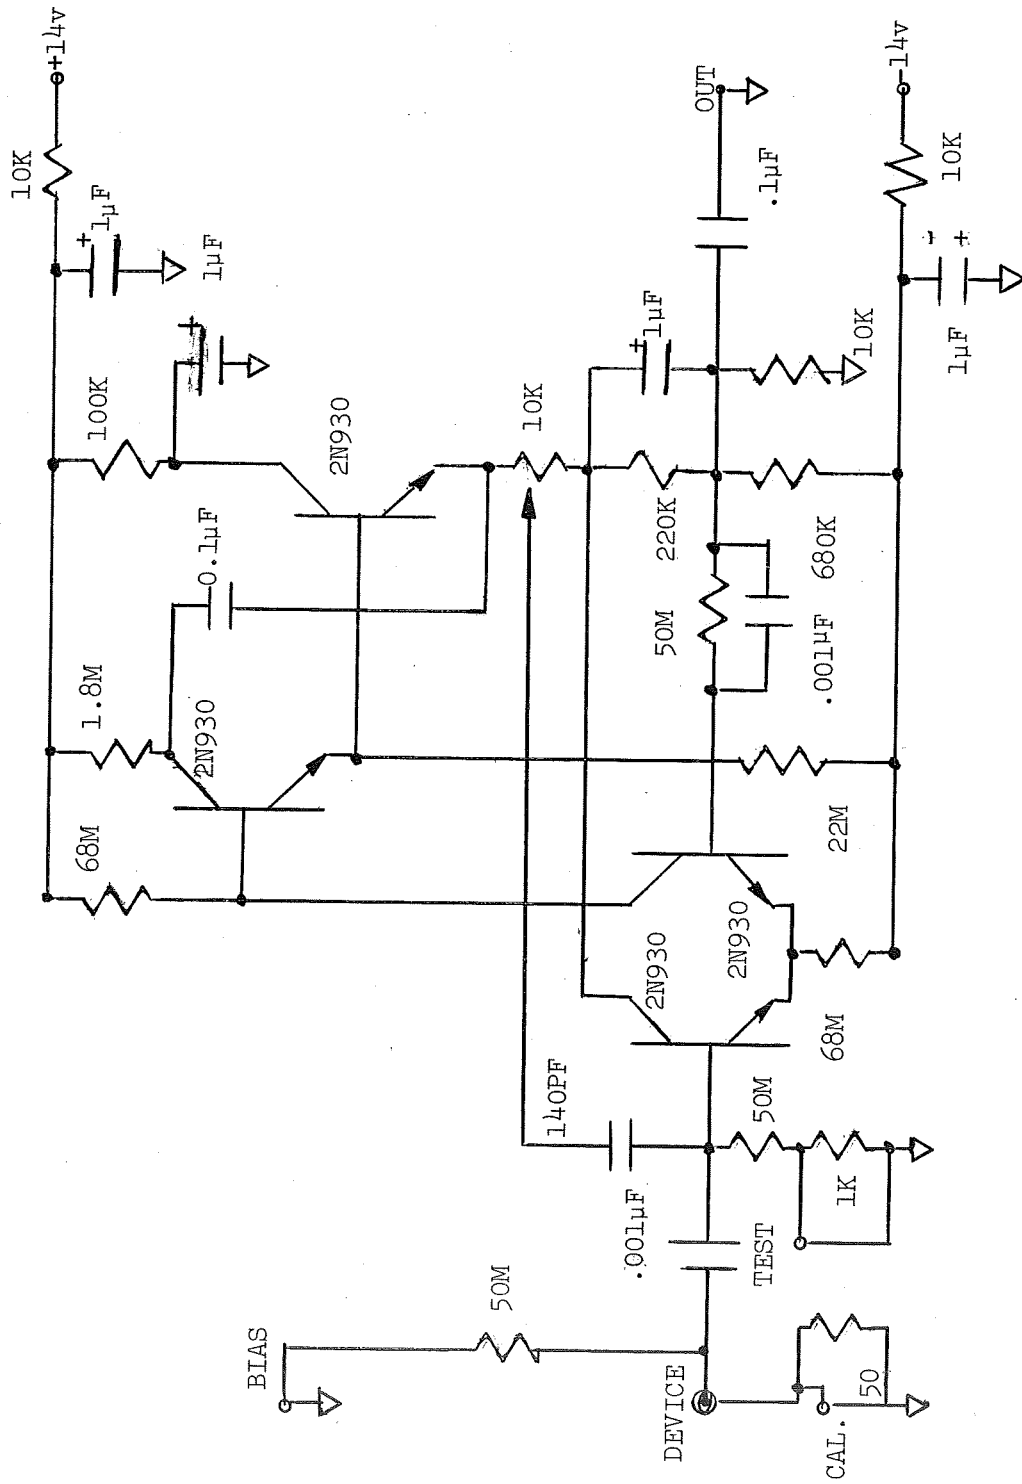 +14v
10K
1µF
+
1µF
+
100K
2N930
0.1µF
1.8M
2N930
68M
10K
1µF
+
OUT
.1µF
10K
220K
680K
50M
.001µF
22M
2N930
2N930
68M
140PF
50M
1K
.001µF
TEST
50M
BIAS
DEVICE
50
CAL.
-14v
10K
-
+
1µF